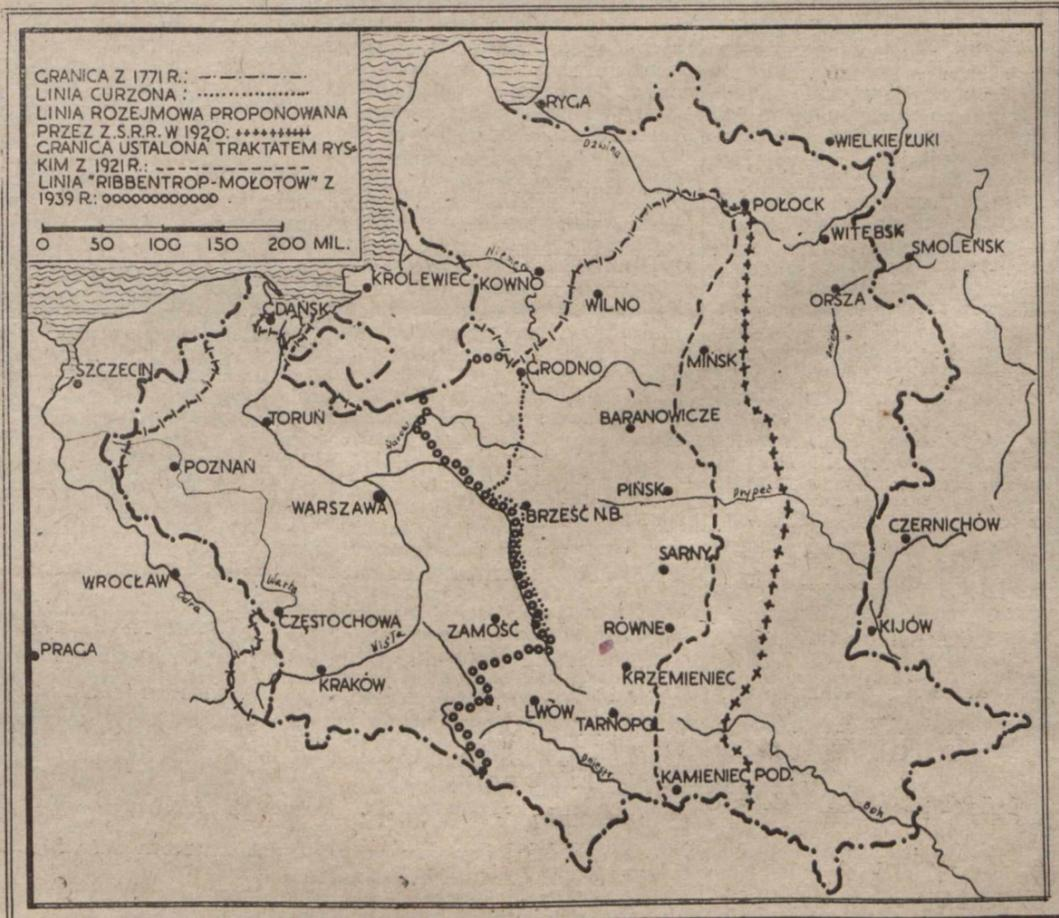 GRANICA Z 1771 R.:
LINIA CURZONA :
LINIA ROZEJMOWA PROPONOWANA
PRZEZ Z.S.R.R. W 1920:
GRANICA USTALONA TRAKTATEM RYS-
KIM Z 1921 R.:
LINIA "RIBBENTROP-MOŁOTOW" Z
1939 R.:
0 50 100 150 200 MIL.
RYGA
Dźwina
WIELKIE ŁUKI
POŁOCK
WITEBSK
SMOLEŃSK
Niemen
KRÓLEWIEC
KOWNO
WILNO
ORSZA
GDAŃSK
MIŃSK
SZCZECIN
GRODNO
TORUŃ
BARANOWICZE
POZNAŃ
PIŃSK
Prypeć
WARSZAWA
BRZEŚĆ N.B.
CZERNICHÓW
SARNY
WROCŁAW
Odra
Warta
CZĘSTOCHOWA
Wisła
ZAMOŚĆ
RÓWNE
KIJÓW
PRAGA
KRAKÓW
KRZEMIENIEC
LWÓW
TARNOPOL
Dniestr
KAMIENIEC POD.
Boh